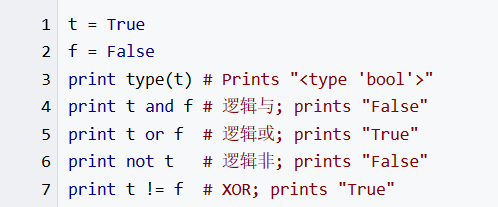 1 t = True
2 f = False
3 print type(t) # Prints "<type 'bool'>"
4 print t and f # 逻辑与; prints "False"
5 print t or f  # 逻辑或; prints "True"
6 print not t   # 逻辑非; prints "False"
7 print t != f  # XOR; prints "True"